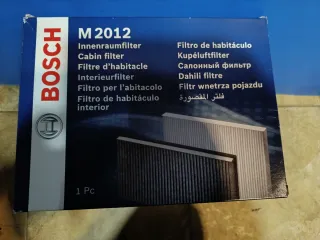 BOSCH
M 2012
Innenraumfilter
Cabin filter
Filtre d'habitacle
Interieurfilter
Filtro per l'abitacolo
Filtro de habitáculo
interior
Filtro de habitáculo
Kupéluftfilter
Салонный фильтр
Dahili filtre
Filtr wnętrza pojazdu
فلتر المقصورة
1 Pc